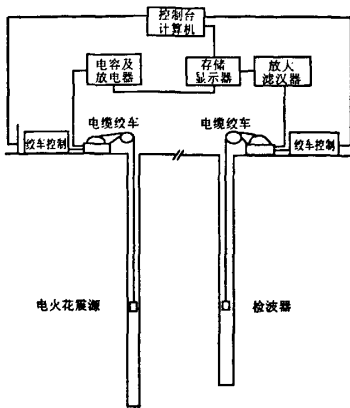 控制台
计算机
电容及
放电器
存储
显示器
放大
滤汉器
电缆绞车
电缆绞车
绞车控制
绞车控制
电火花震源
检波器